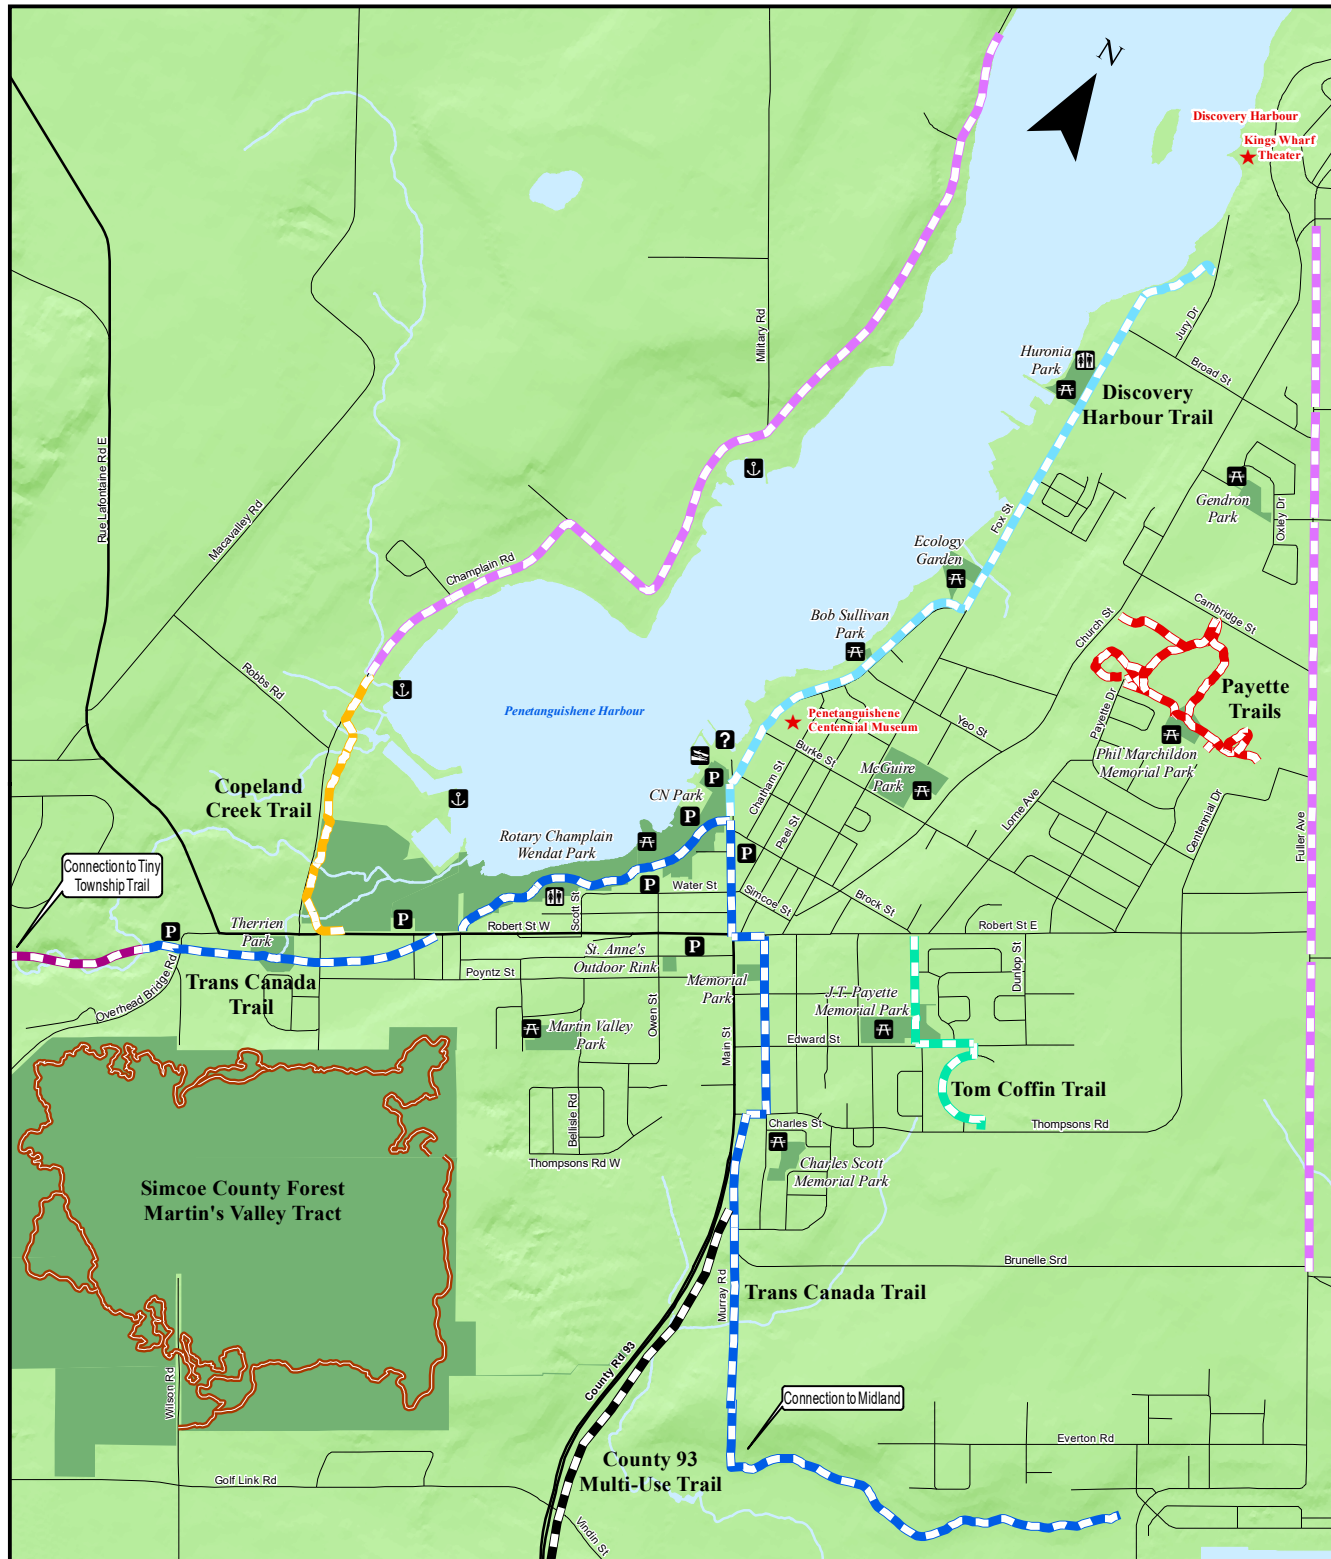 N
Discovery Harbour
Kings Wharf
Theater
Military Rd
Jury Dr
Broad St
Huronia
Park
Discovery
Harbour Trail
Rue Lafontaine Rd E
Macavalley Rd
Gendron
Park
Oxley Dr
Fox St
Champlain Rd
Ecology
Garden
Cambridge St
Bob Sullivan
Park
Church St
Robbs Rd
Payette
Trails
Payette Dr
Penetanguishene Harbour
Penetanguishene
Centennial Museum
Yeo St
Phil Marchildon
Memorial Park
?
Burke St
McGuire
Park
Chatham St
P
CN Park
Copeland
Creek Trail
Lorne Ave
Centennial Dr
Fuller Ave
P
Peel St
Rotary Champlain
Wendat Park
P
Connection to Tiny
Township Trail
P
Water St
Simcoe St
Brock St
Scott St
P
Therrien
Park
P
Robert St W
Robert St E
St. Anne's
Outdoor Rink
P
Dunlop St
Poyntz St
Overhead Bridge Rd
Trans Canada
Trail
Memorial
Park
J.T. Payette
Memorial Park
Owen St
Martin Valley
Park
Main St
Edward St
Tom Coffin Trail
Bellisle Rd
Charles St
Thompsons Rd
Thompsons Rd W
Charles Scott
Memorial Park
Simcoe County Forest
Martin's Valley Tract
Brunelle Srd
Murray Rd
Trans Canada Trail
Wilson Rd
County Rd 93
Connection to Midland
Everton Rd
County 93
Multi-Use Trail
Golf Link Rd
Vindin St